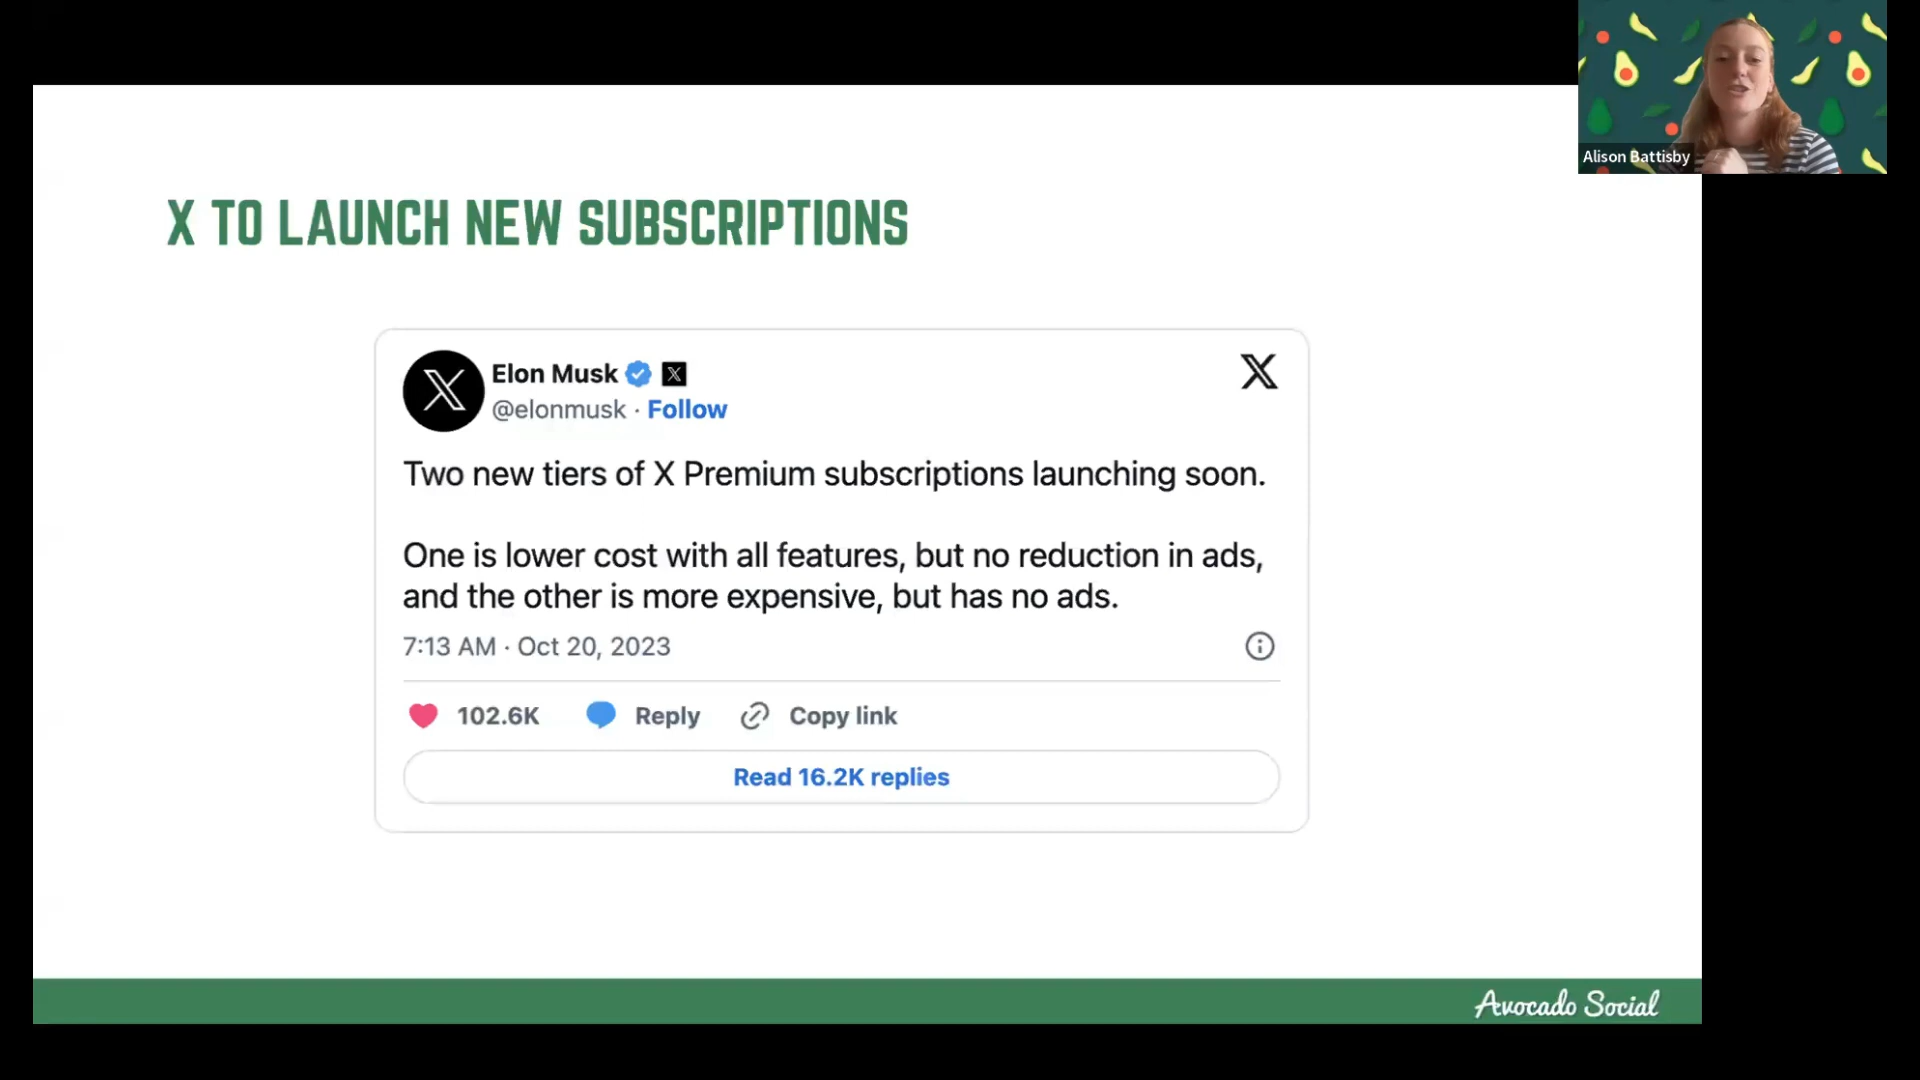 Alison Battisby
X TO LAUNCH NEW SUBSCRIPTIONS
Elon Musk
@elonmusk · Follow
Two new tiers of X Premium subscriptions launching soon.
One is lower cost with all features, but no reduction in ads,
and the other is more expensive, but has no ads.
7:13 AM · Oct 20, 2023
102.6K Reply Copy link
Read 16.2K replies
Avocado Social